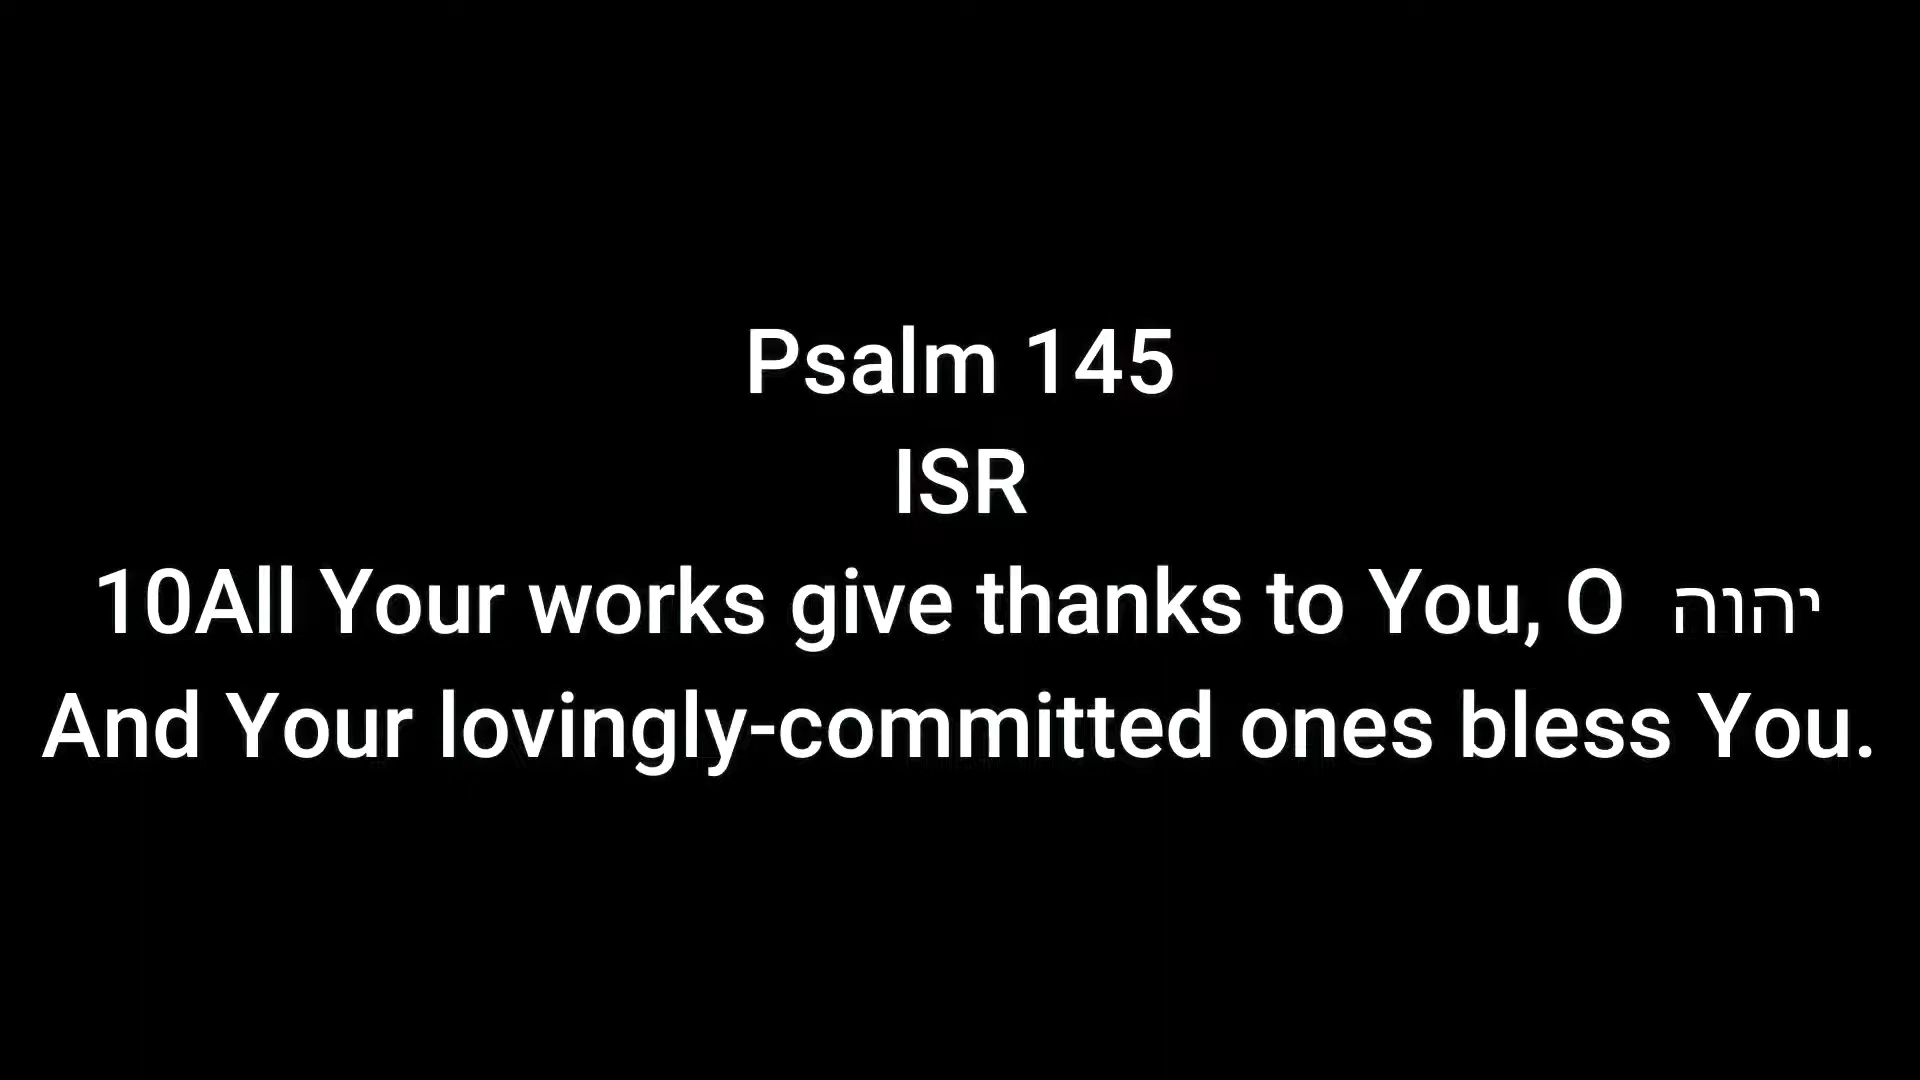 Psalm 145
ISR
10All Your works give thanks to You, O יהוה
And Your lovingly-committed ones bless You.